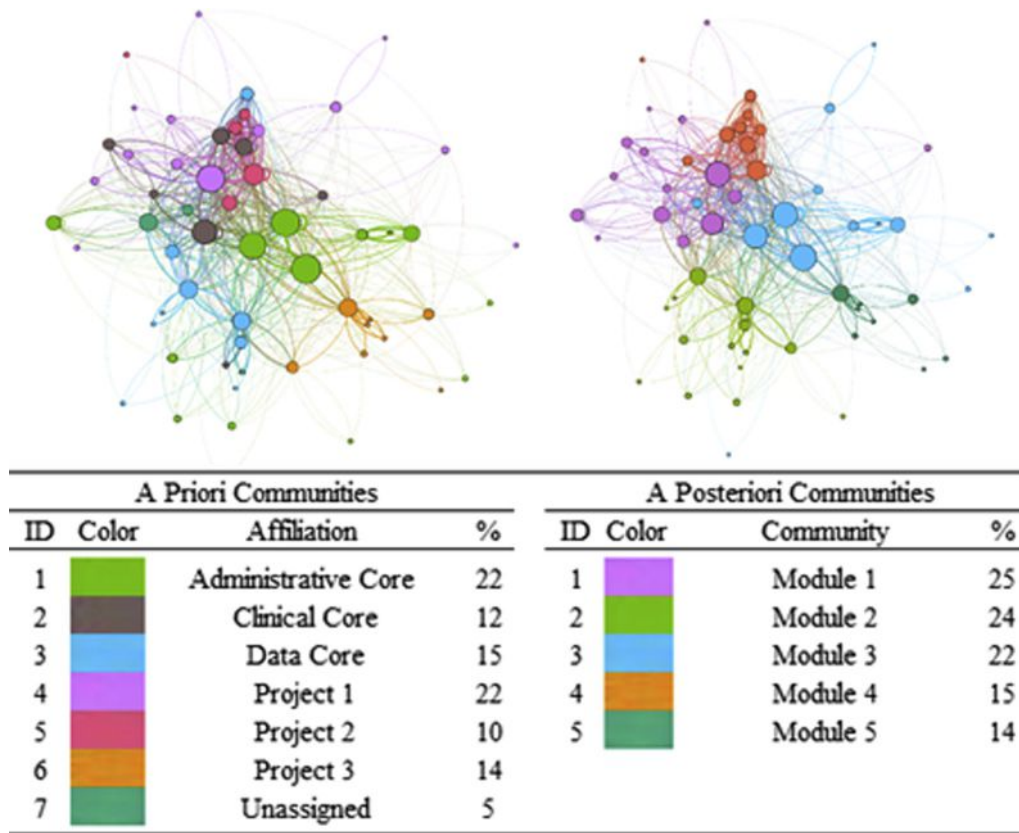 A Priori Communities
ID Color Affiliation %
1 Administrative Core 22
2 Clinical Core 12
3 Data Core 15
4 Project 1 22
5 Project 2 10
6 Project 3 14
7 Unassigned 5
A Posteriori Communities
ID Color Community %
1 Module 1 25
2 Module 2 24
3 Module 3 22
4 Module 4 15
5 Module 5 14